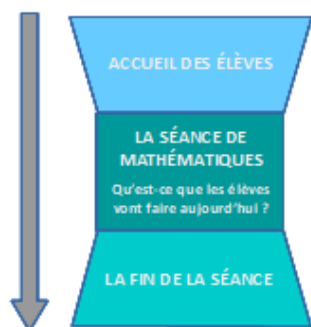 ACCUEIL DES ÉLÈVES
LA SÉANCE DE
MATHÉMATIQUES
Qu'est-ce que les élèves
vont faire aujourd'hui ?
LA FIN DE LA SÉANCE